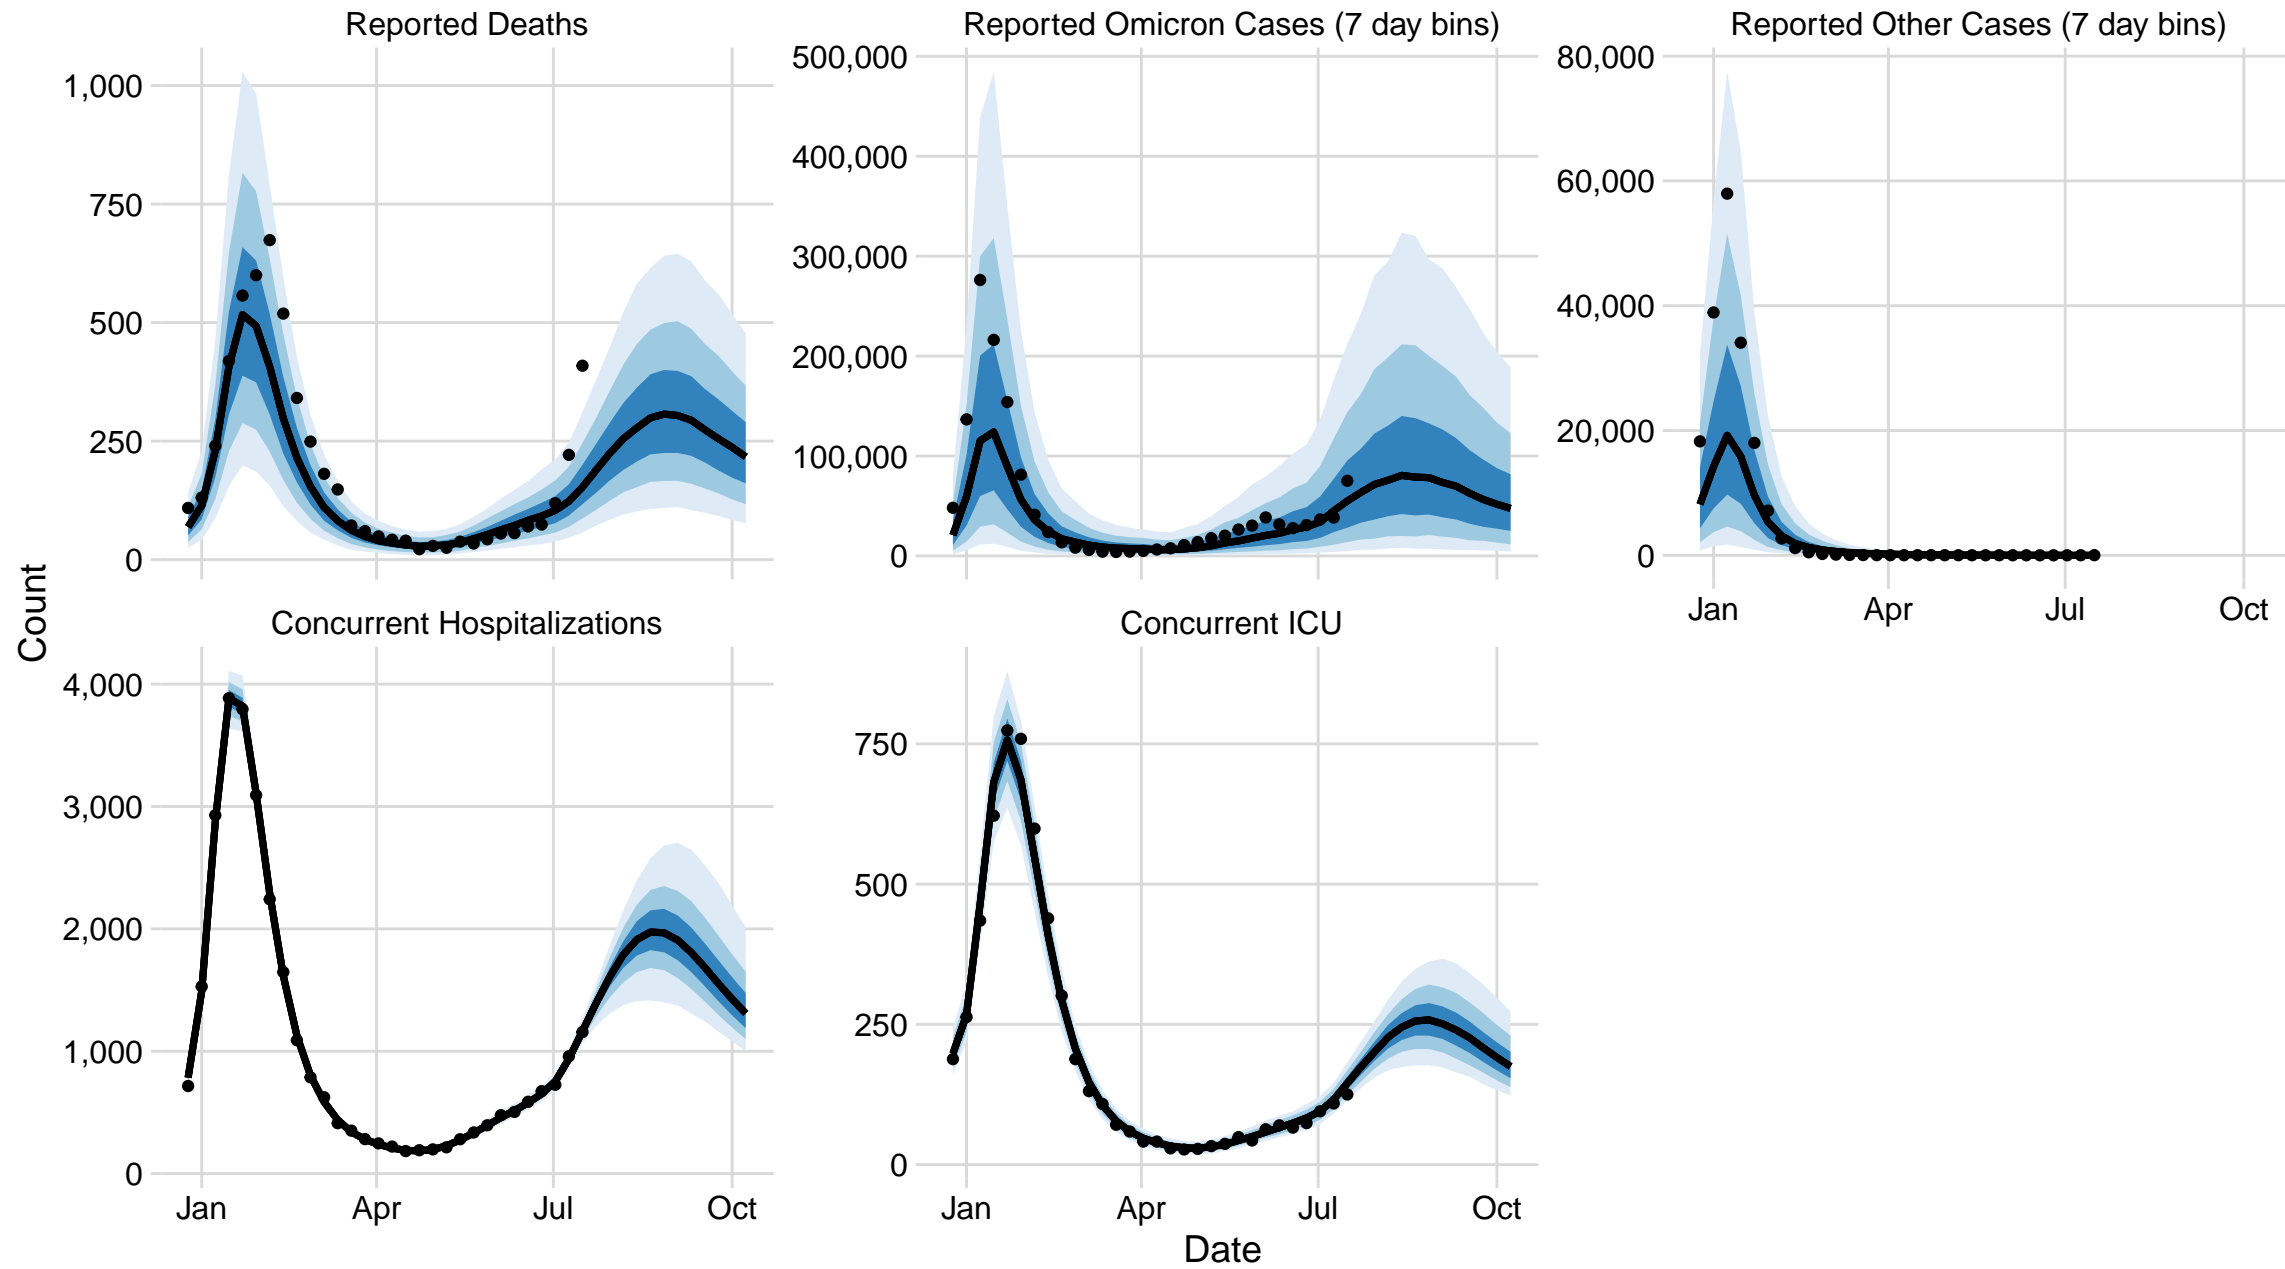 Reported Deaths
Reported Omicron Cases (7 day bins)
Reported Other Cases (7 day bins)
1,000
750
500
250
0
500,000
400,000
300,000
200,000
100,000
0
80,000
60,000
40,000
20,000
0
Jan Apr Jul Oct
Count
Concurrent Hospitalizations
Concurrent ICU
4,000
3,000
2,000
1,000
0
750
500
250
0
Jan Apr Jul Oct
Jan Apr Jul Oct
Date